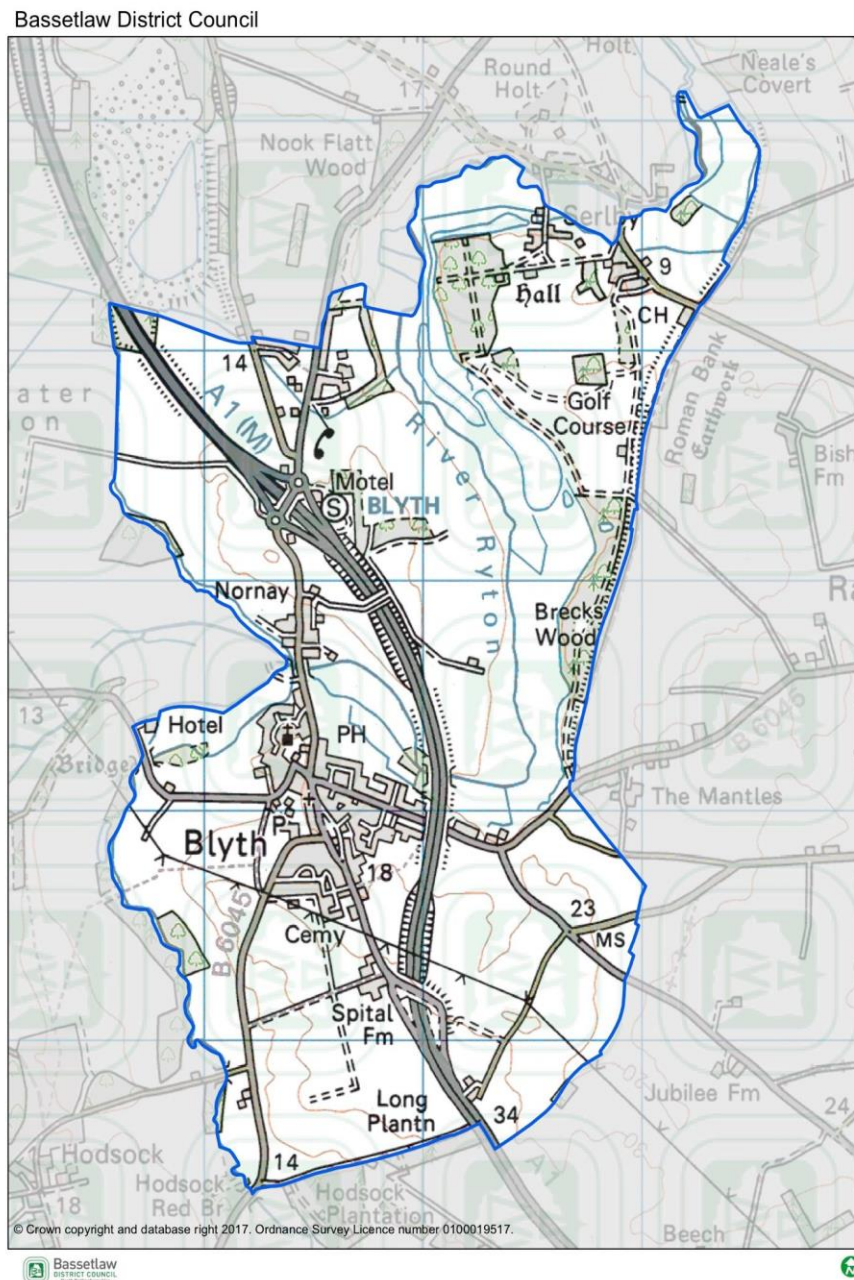 Bassetlaw District Council
Holt
Round
Holt
Neale's
Covert
17
Nook Flatt
Wood
9
Hall
CH
14
A 1 (M)
Golf
Course
Roman Bank
Earthwork
River Ryton
Motel
S
BLYTH
Bish
Fm
Nornay
Brecks
Wood
13
Hotel
PH
B 6045
Bridge
The Mantles
P
Blyth
18
23
MS
B 6045
Cemy
Spital
Fm
Long
Plantn
34
Jubilee Fm
24
Hodsock
18
14
Hodsock
Red Br
Hodsock
Plantation
A 1
Beech
© Crown copyright and database right 2017. Ordnance Survey Licence number 0100019517.
Bassetlaw
DISTRICT COUNCIL